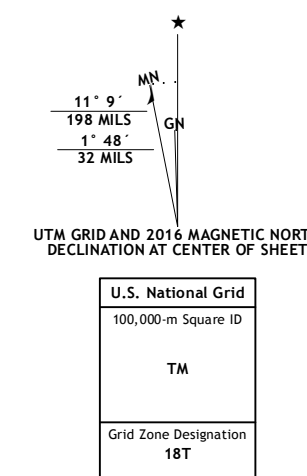 ★
MN
GN
11° 9´
198 MILS
1° 48´
32 MILS
UTM GRID AND 2016 MAGNETIC NORT
DECLINATION AT CENTER OF SHEET
U.S. National Grid
100,000-m Square ID
TM
Grid Zone Designation
18T